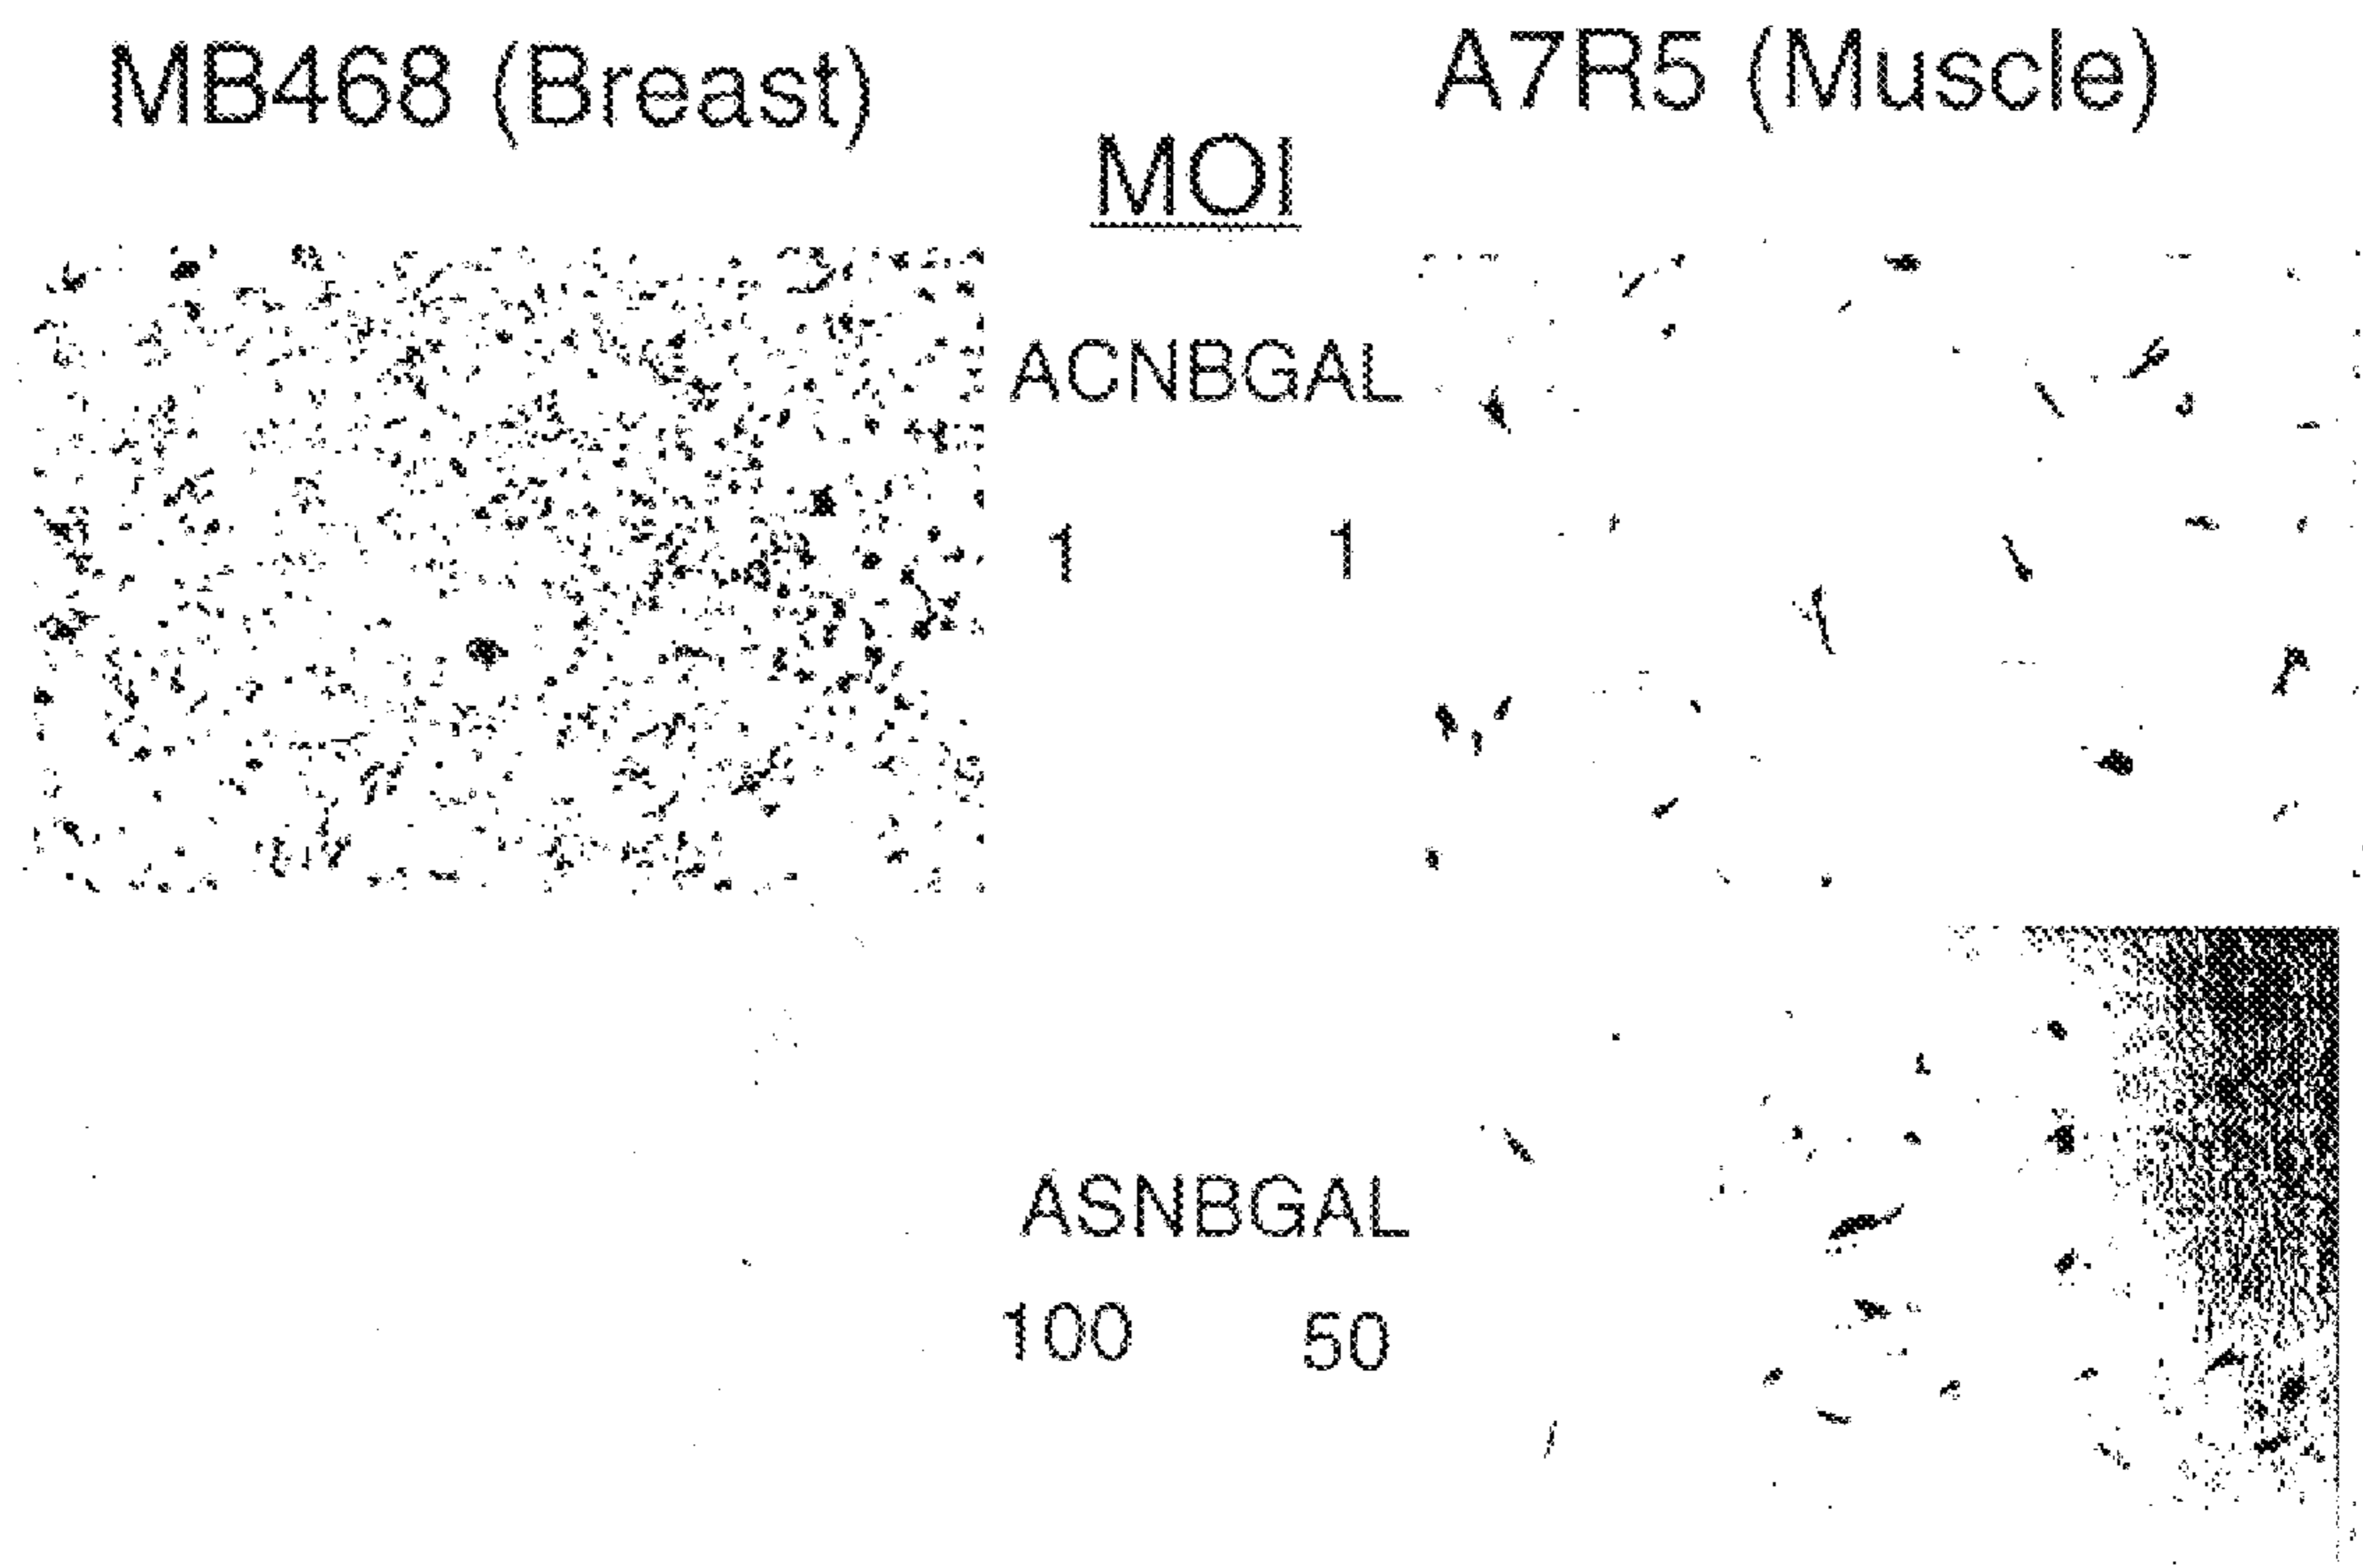 MB468 (Breast)
A7R5 (Muscle)
MOI
ACNBGAL
1 1
ASNBGAL
100 50